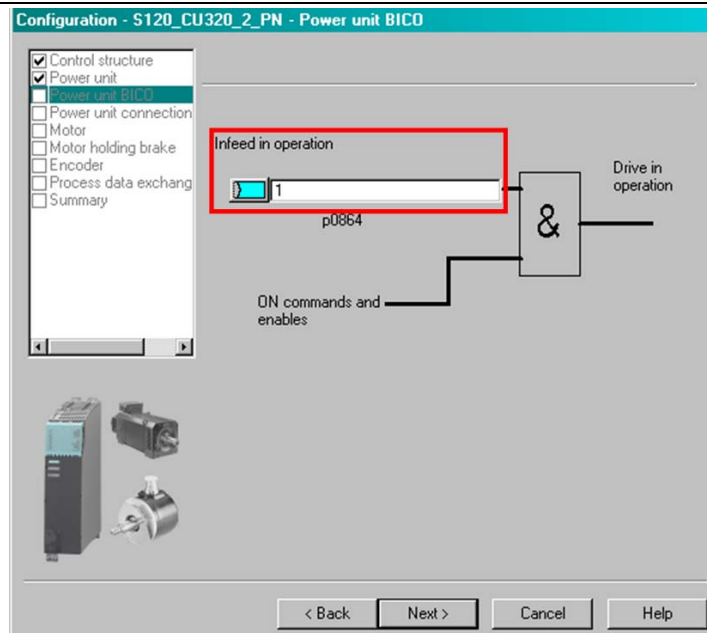 Configuration - S120_CU320_2_PN - Power unit BICO
Control structure
Power unit
Power unit BICO
Power unit connection
Motor
Motor holding brake
Encoder
Process data exchang
Summary
Infeed in operation
1
p0864
&
Drive in
operation
ON commands and
enables
< Back
Next >
Cancel
Help